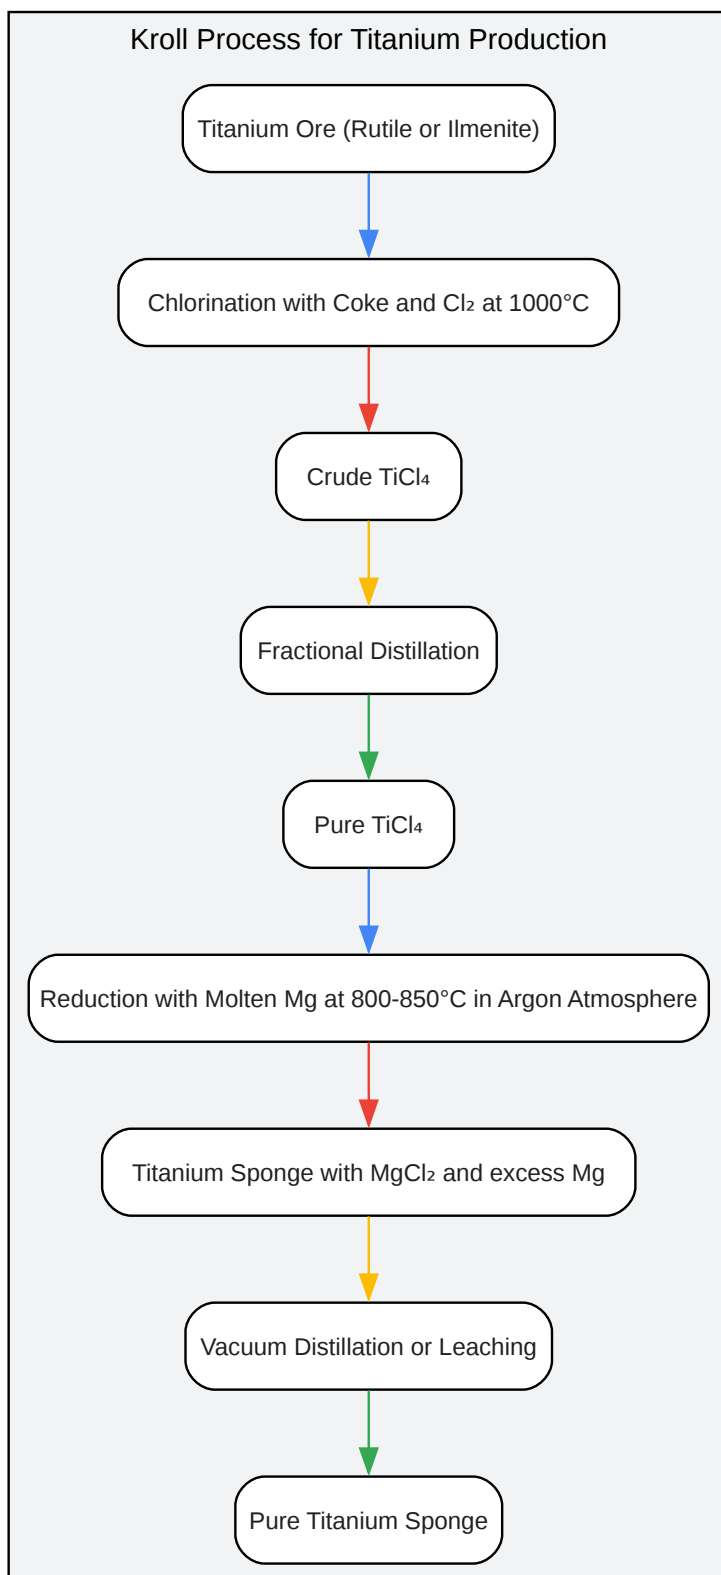 Kroll Process for Titanium Production
Titanium Ore (Rutile or Ilmenite)
Chlorination with Coke and Cl₂ at 1000°C
Crude TiCl₄
Fractional Distillation
Pure TiCl₄
Reduction with Molten Mg at 800-850°C in Argon Atmosphere
Titanium Sponge with MgCl₂ and excess Mg
Vacuum Distillation or Leaching
Pure Titanium Sponge